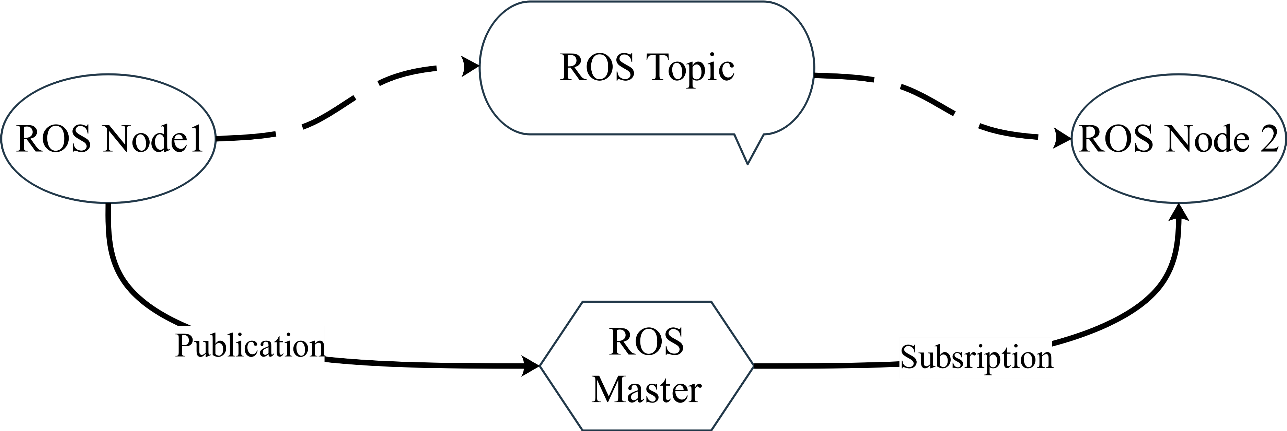 ROS Topic
ROS Node1
ROS Node 2
Publication
ROS
Master
Subsription